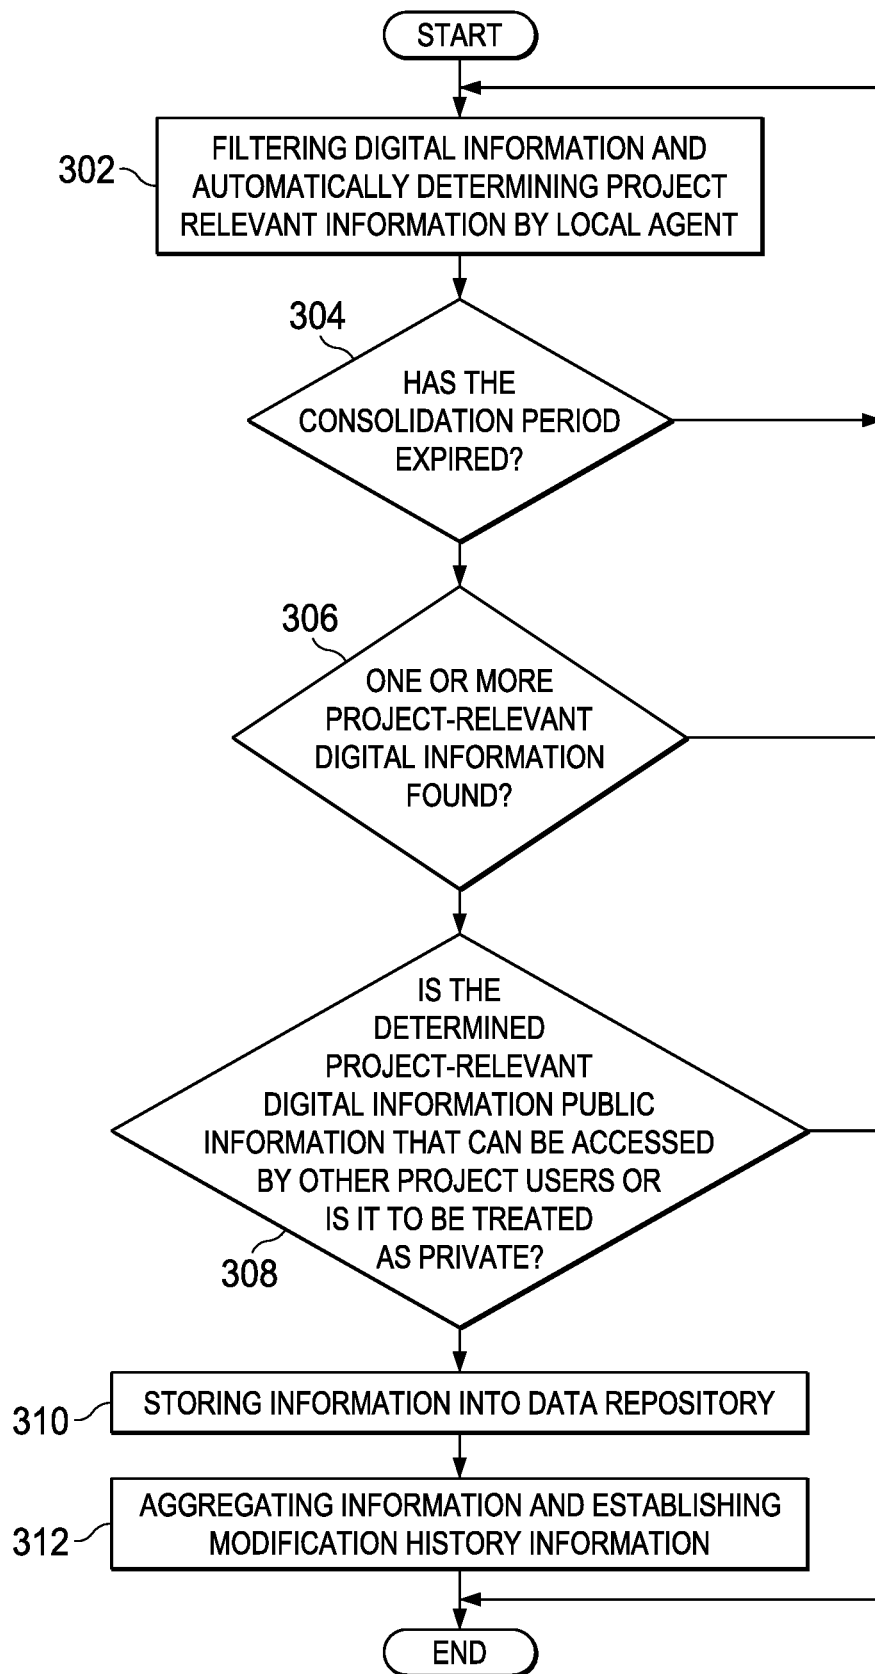 START
302
FILTERING DIGITAL INFORMATION AND
AUTOMATICALLY DETERMINING PROJECT
RELEVANT INFORMATION BY LOCAL AGENT
304
HAS THE
CONSOLIDATION PERIOD
EXPIRED?
306
ONE OR MORE
PROJECT-RELEVANT
DIGITAL INFORMATION
FOUND?
IS THE
DETERMINED
PROJECT-RELEVANT
DIGITAL INFORMATION PUBLIC
INFORMATION THAT CAN BE ACCESSED
BY OTHER PROJECT USERS OR
IS IT TO BE TREATED
AS PRIVATE?
308
310
STORING INFORMATION INTO DATA REPOSITORY
312
AGGREGATING INFORMATION AND ESTABLISHING
MODIFICATION HISTORY INFORMATION
END